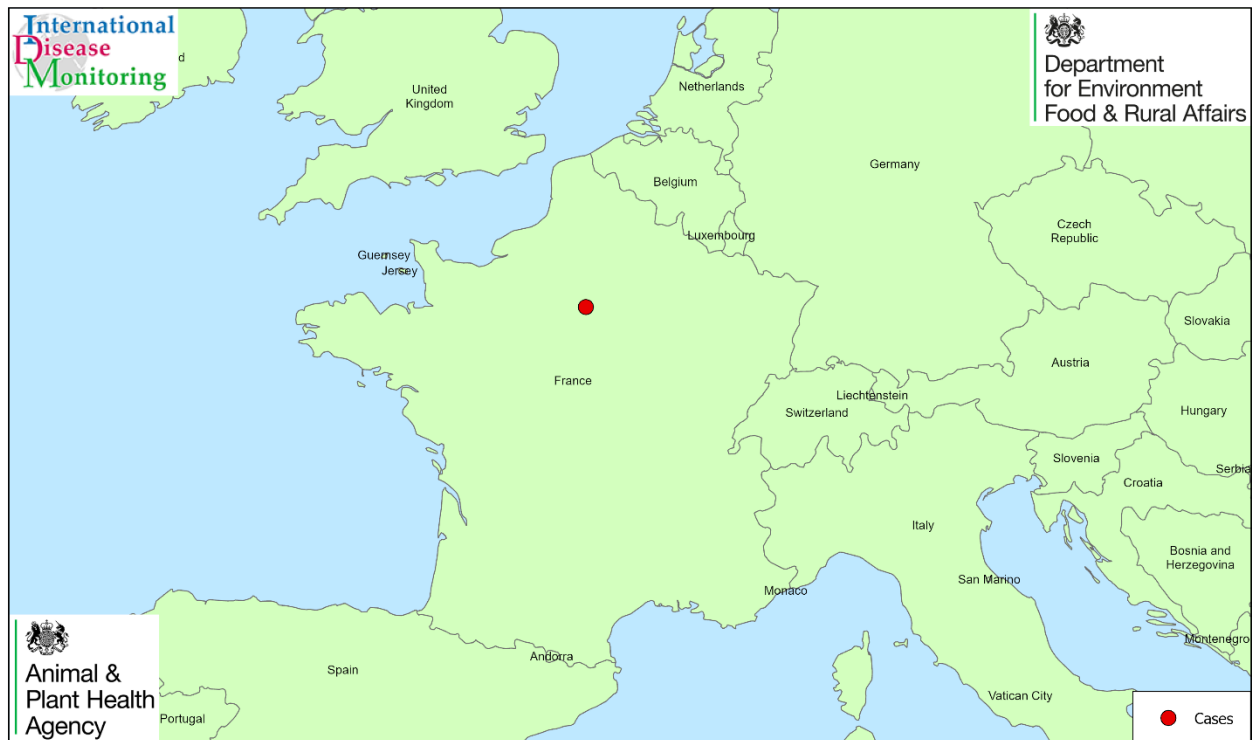 International
Disease
Monitoring
d
United
Kingdom
Netherlands
Department
for Environment
Food & Rural Affairs
Germany
Belgium
Luxembourg
Czech
Republic
Guernsey
Jersey
Slovakia
France
Austria
Liechtenstein
Switzerland
Hungary
Slovenia
Serbia
Croatia
Italy
Bosnia and
Herzegovina
San Marino
Monaco
Montenegro
Andorra
Spain
Vatican City
Portugal
Animal &
Plant Health
Agency
Cases